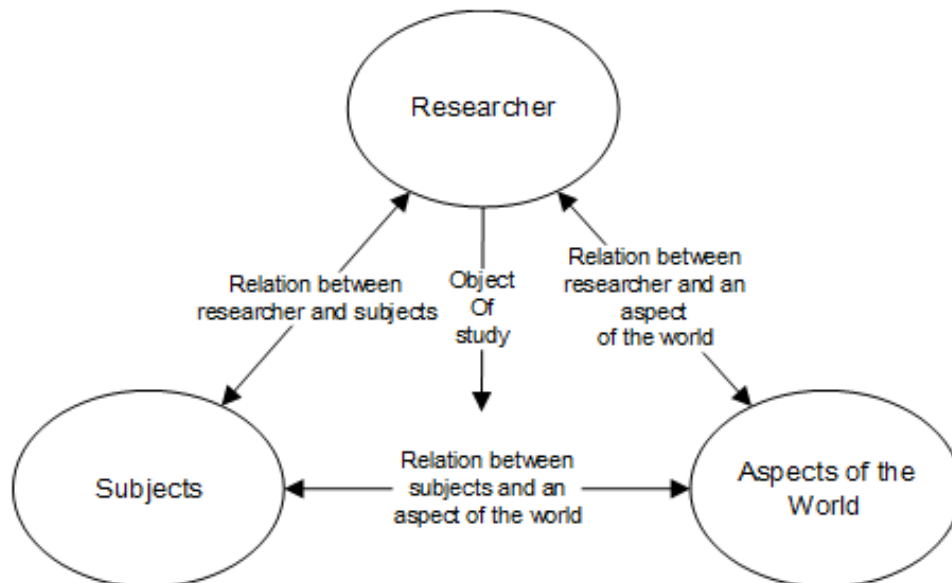 Researcher
Relation between
researcher and subjects
Object
Of
study
Relation between
researcher and an
aspect
of the world
Subjects
Relation between
subjects and an
aspect of the world
Aspects of the
World